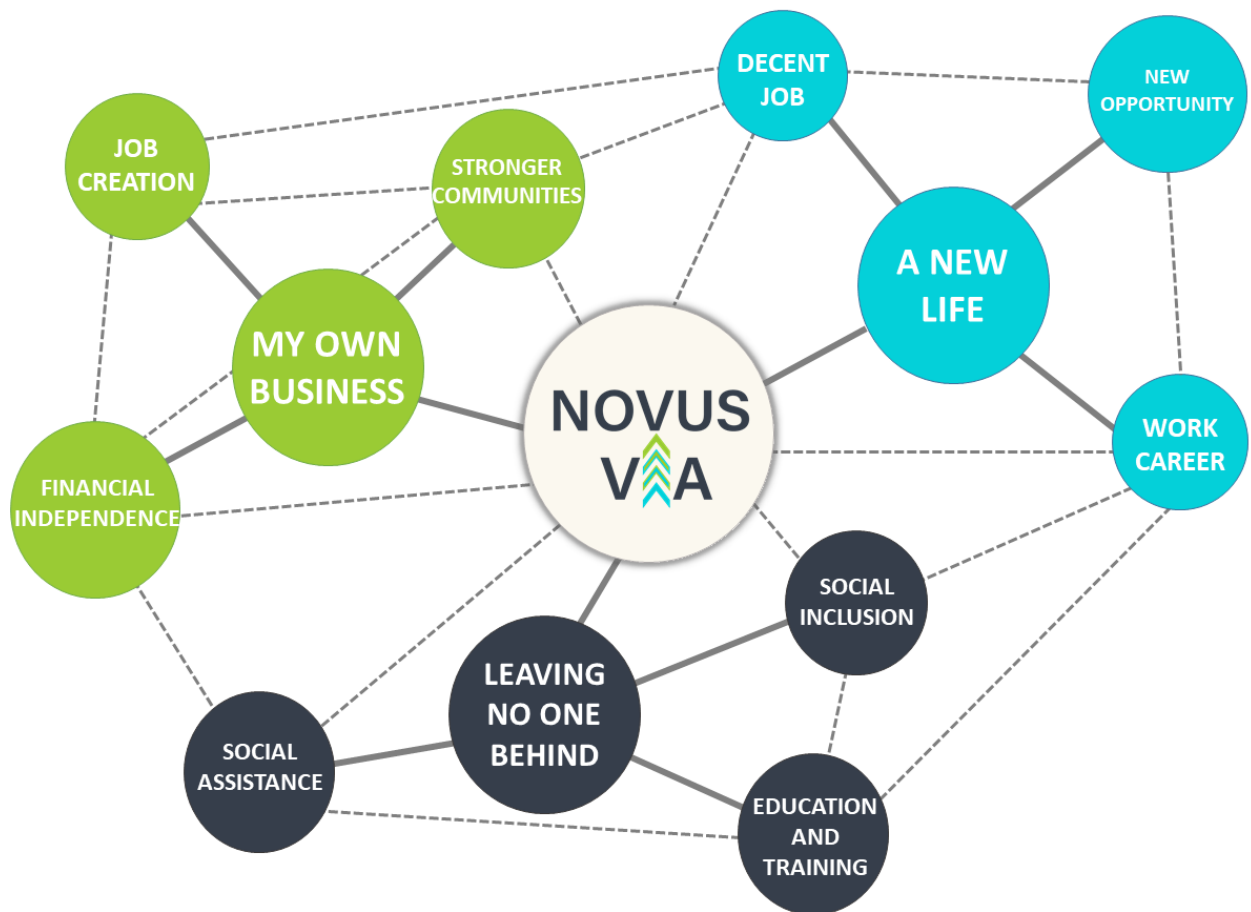 DECENT
JOB
NEW
OPPORTUNITY
JOB
CREATION
STRONGER
COMMUNITIES
A NEW
LIFE
MY OWN
BUSINESS
NOVUS
VIA
WORK
CAREER
FINANCIAL
INDEPENDENCE
SOCIAL
INCLUSION
LEAVING
NO ONE
BEHIND
SOCIAL
ASSISTANCE
EDUCATION
AND
TRAINING